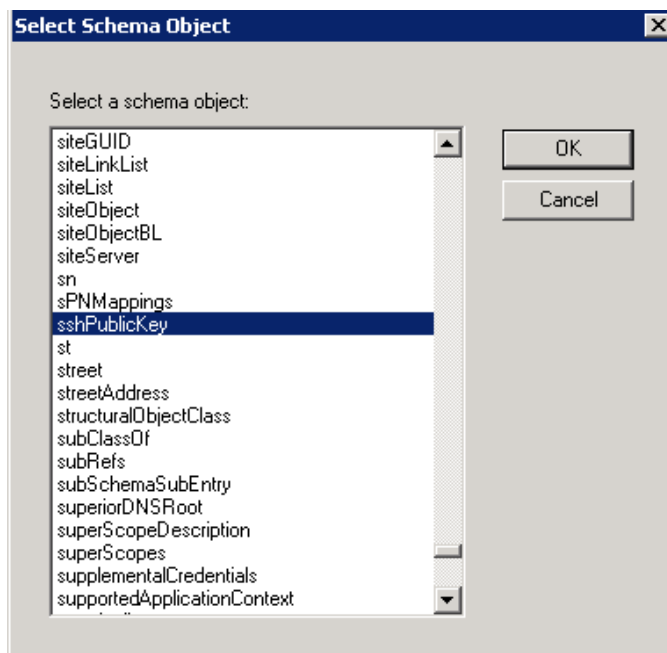 Select Schema Object
Select a schema object:
siteGUID
siteLinkList
siteList
siteObject
siteObjectBL
siteServer
sn
sPNMappings
sshPublicKey
st
street
streetAddress
structuralObjectClass
subClassOf
subRefs
subSchemaSubEntry
superiorDNSRoot
superScopeDescription
superScopes
supplementalCredentials
supportedApplicationContext
OK
Cancel